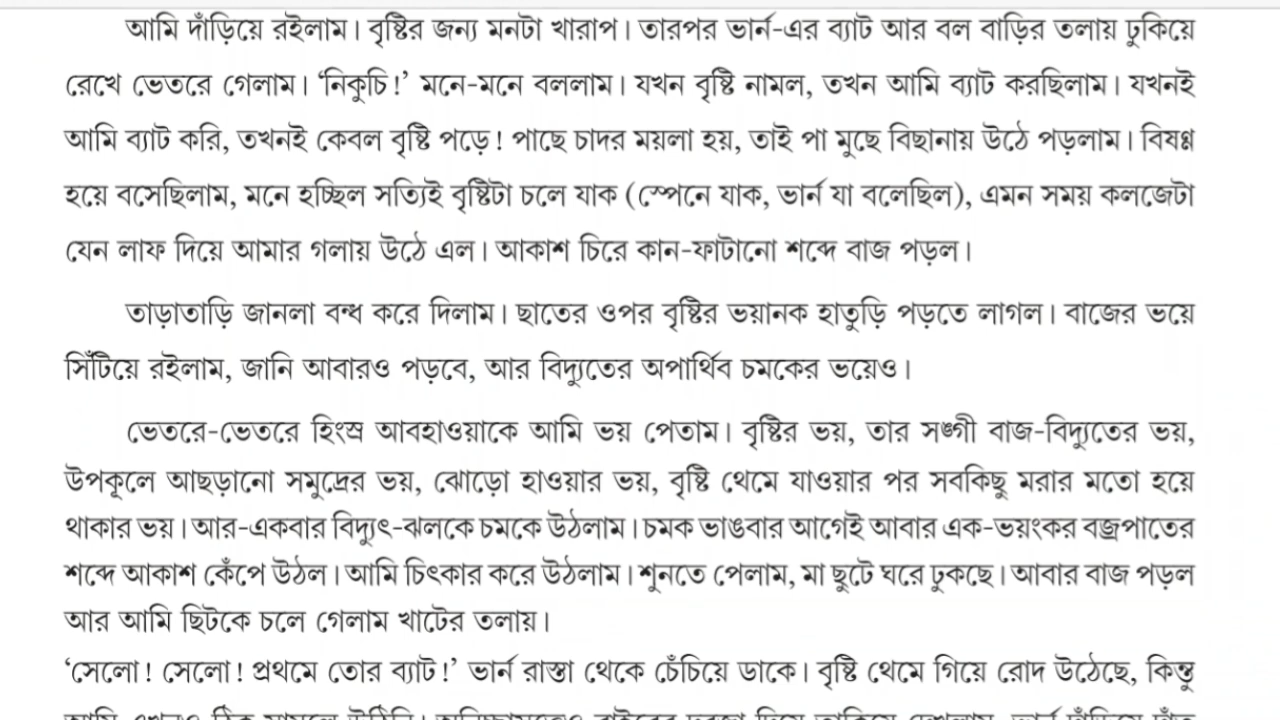 আমি দাঁড়িয়ে রইলাম। বৃষ্টির জন্য মনটা খারাপ। তারপর ভার্ন-এর ব্যাট আর বল বাড়ির তলায় ঢুকিয়ে
রেখে ভেতরে গেলাম। ‘নিকুচি!’ মনে-মনে বললাম। যখন বৃষ্টি নামল, তখন আমি ব্যাট করছিলাম। যখনই
আমি ব্যাট করি, তখনই কেবল বৃষ্টি পড়ে! পাছে চাদর ময়লা হয়, তাই পা মুছে বিছানায় উঠে পড়লাম। বিষণ্ণ
হয়ে বসেছিলাম, মনে হচ্ছিল সত্যিই বৃষ্টিটা চলে যাক (স্পেনে যাক, ভার্ন যা বলেছিল), এমন সময় কলজেটা
যেন লাফ দিয়ে আমার গলায় উঠে এল। আকাশ চিরে কান-ফাটানো শব্দে বাজ পড়ল।
তাড়াতাড়ি জানলা বন্ধ করে দিলাম। ছাতের ওপর বৃষ্টির ভয়ানক হাতুড়ি পড়তে লাগল। বাজের ভয়ে
সিঁটিয়ে রইলাম, জানি আবারও পড়বে, আর বিদ্যুতের অপার্থিব চমকের ভয়েও।
ভেতরে-ভেতরে হিংস্র আবহাওয়াকে আমি ভয় পেতাম। বৃষ্টির ভয়, তার সঙ্গী বাজ-বিদ্যুতের ভয়,
উপকূলে আছড়ানো সমুদ্রের ভয়, ঝোড়ো হাওয়ার ভয়, বৃষ্টি থেমে যাওয়ার পর সবকিছু মরার মতো হয়ে
থাকার ভয়। আর-একবার বিদ্যুৎ-ঝলকে চমকে উঠলাম। চমক ভাঙবার আগেই আবার এক-ভয়ংকর বজ্রপাতের
শব্দে আকাশ কেঁপে উঠল। আমি চিৎকার করে উঠলাম। শুনতে পেলাম, মা ছুটে ঘরে ঢুকছে। আবার বাজ পড়ল
আর আমি ছিটকে চলে গেলাম খাটের তলায়।
‘সেলো! সেলো! প্রথমে তোর ব্যাট!’ ভার্ন রাস্তা থেকে চেঁচিয়ে ডাকে। বৃষ্টি থেমে গিয়ে রোদ উঠেছে, কিন্তু